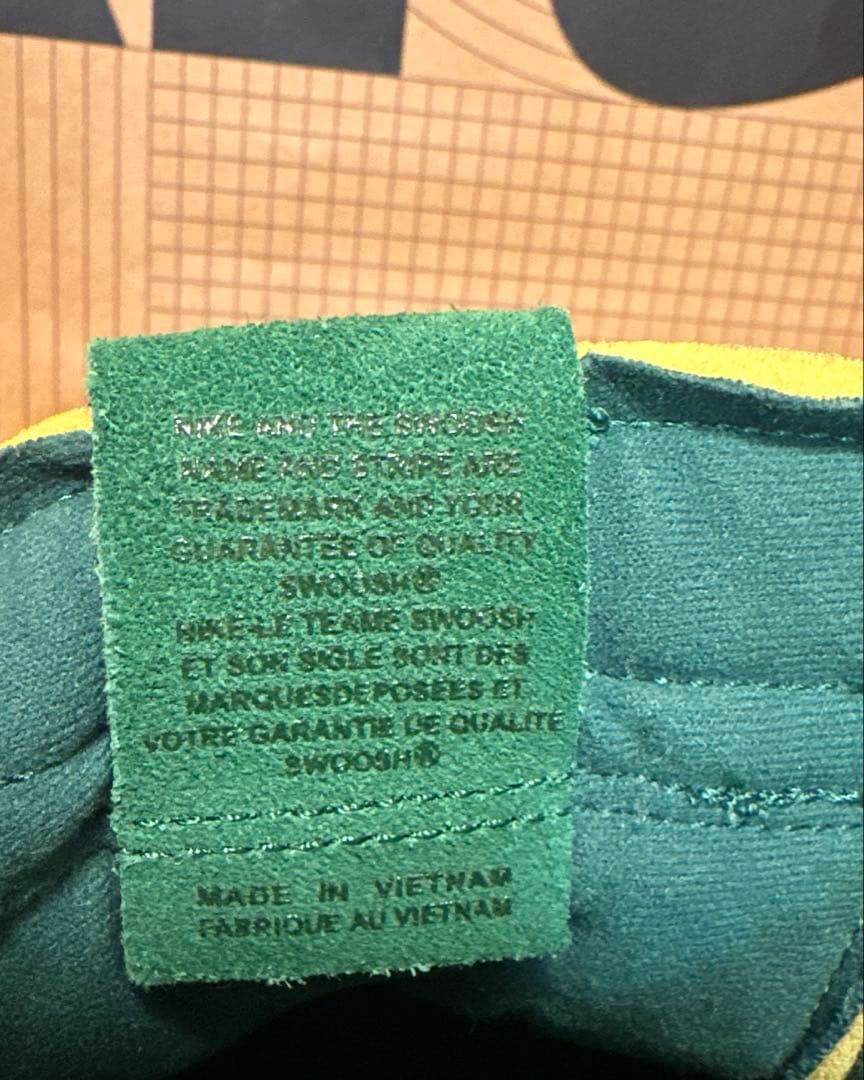 NIKE AND THE SWOOSH
NAME AND STRIPE ARE
TRADEMARK AND YOUR
GUARANTEE OF QUALITY
SWOOSH®
NIKE-LE TEAME SWOOSH
ET SON SIGLE SONT DES
MARQUESDEPOSEES ET
VOTRE GARANTIE DE QUALITE
SWOOSH®
MADE IN VIETNAM
FABRIQUE AU VIETNAM